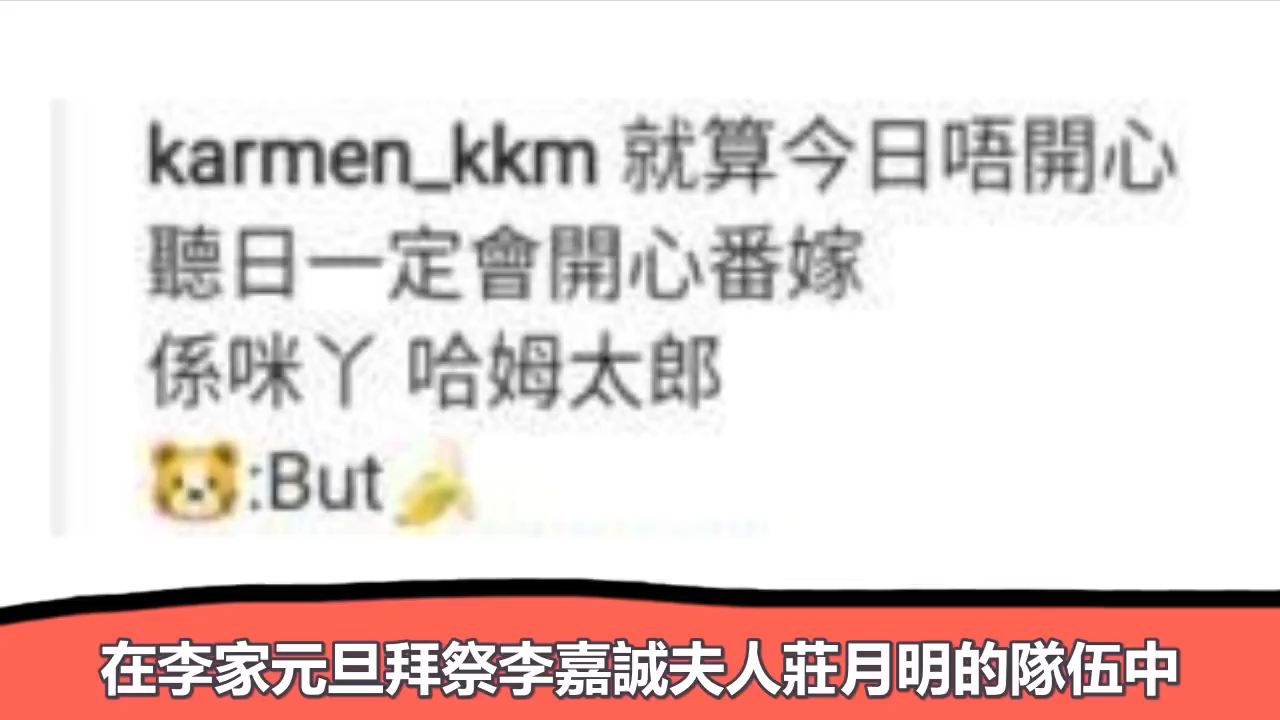 karmen_kkm 就算今日唔開心
聽日一定會開心番嫁
係咪丫 哈姆太郎
🐹:But🍌
在李家元旦拜祭李嘉誠夫人莊月明的隊伍中